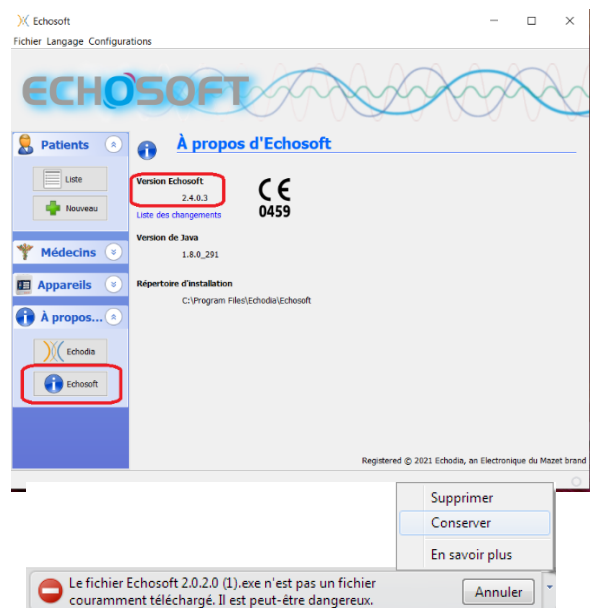 Echosoft
Fichier Langage Configurations
ECHOSOFT
Patients
Liste
Nouveau
Médecins
Appareils
À propos...
Echodia
Echosoft
À propos d'Echosoft
Version Echosoft
2.4.0.3
Liste des changements
CE
0459
Version de Java
1.8.0_291
Répertoire d'installation
C:\Program Files\Echodia\Echosoft
Registered © 2021 Echodia, an Electronique du Mazet brand
Supprimer
Conserver
En savoir plus
Le fichier Echosoft 2.0.2.0 (1).exe n'est pas un fichier
couramment téléchargé. Il est peut-être dangereux.
Annuler